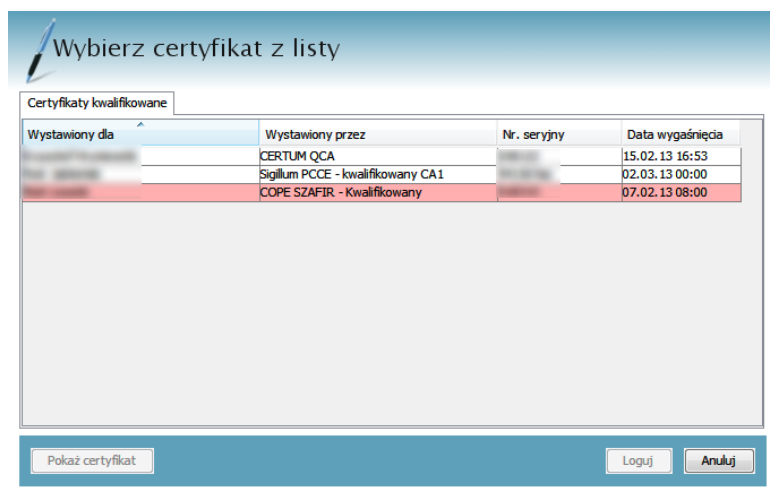 Wybierz certyfikat z listy
Certyfikaty kwalifikowane
Wystawiony dla Wystawiony przez Nr. seryjny Data wygaśnięcia
CERTUM QCA 15.02.13 16:53
Sigillum PCCE - kwalifikowany CA1 02.03.13 00:00
COPE SZAFIR - Kwalifikowany 07.02.13 08:00
Pokaż certyfikat Loguj Anuluj